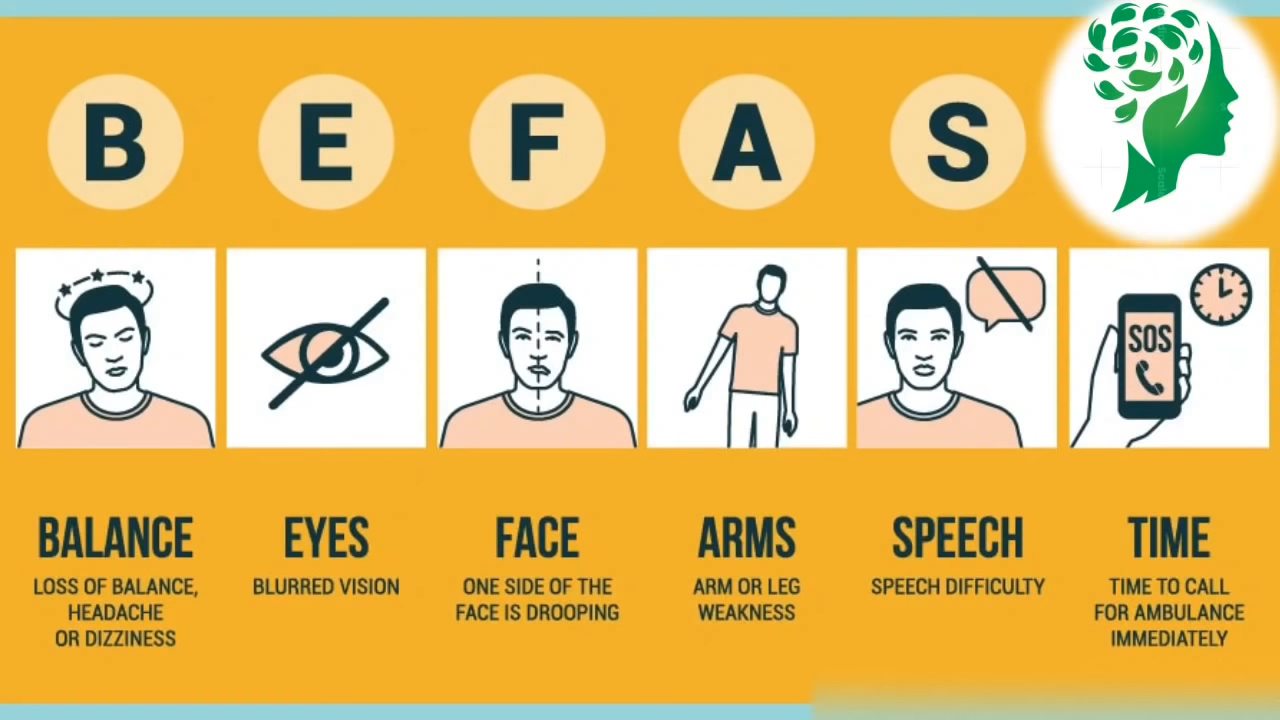 B E F A S
SOS
BALANCE
LOSS OF BALANCE,
HEADACHE
OR DIZZINESS
EYES
BLURRED VISION
FACE
ONE SIDE OF THE
FACE IS DROOPING
ARMS
ARM OR LEG
WEAKNESS
SPEECH
SPEECH DIFFICULTY
TIME
TIME TO CALL
FOR AMBULANCE
IMMEDIATELY